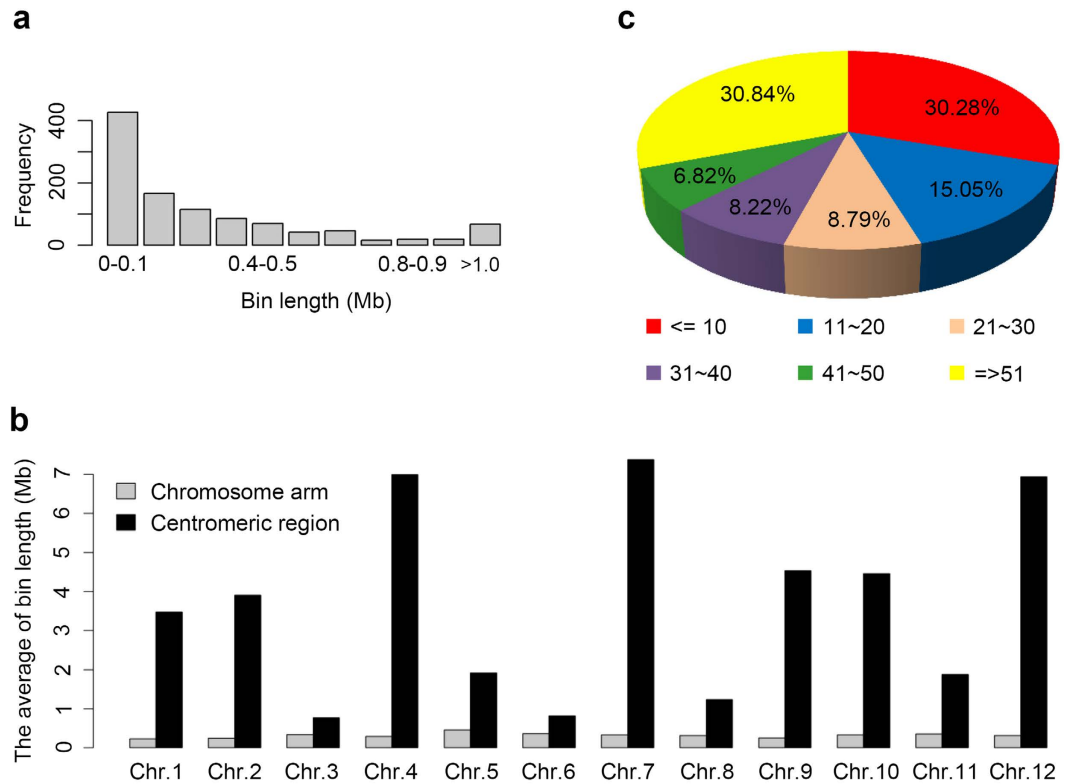 a
Frequency
400
200
0
0-0.1
0.4-0.5
0.8-0.9
>1.0
Bin length (Mb)
c
30.84%
30.28%
6.82%
15.05%
8.22%
8.79%
<= 10
11~20
21~30
31~40
41~50
=>51
b
The average of bin length (Mb)
7
6
5
4
3
2
1
0
Chromosome arm
Centromeric region
Chr.1
Chr.2
Chr.3
Chr.4
Chr.5
Chr.6
Chr.7
Chr.8
Chr.9
Chr.10
Chr.11
Chr.12